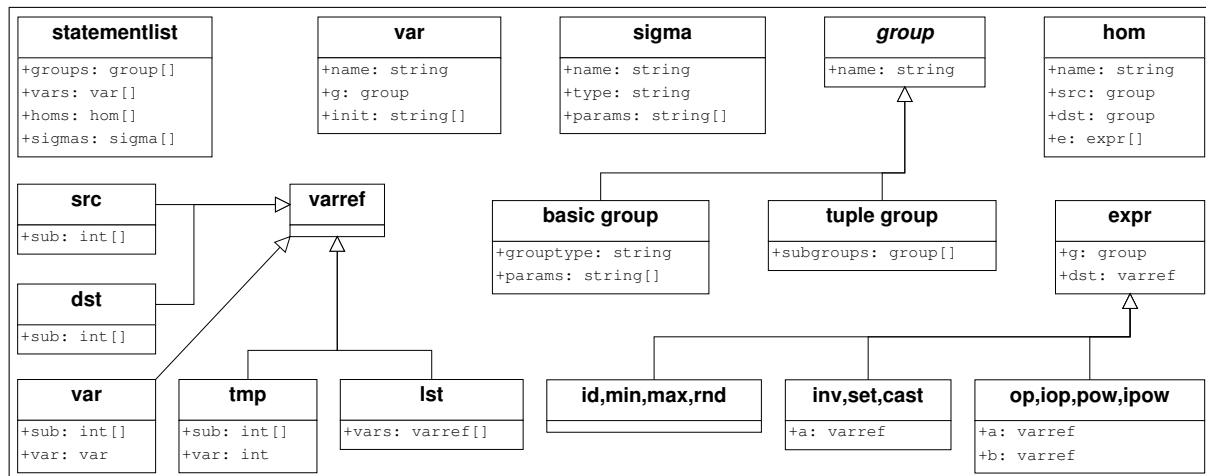 statementlist
+groups: group[]
+vars: var[]
+homs: hom[]
+sigmas: sigma[]
var
+name: string
+g: group
+init: string[]
sigma
+name: string
+type: string
+params: string[]
group
+name: string
hom
+name: string
+src: group
+dst: group
+e: expr[]
src
+sub: int[]
varref
basic group
+grouptype: string
+params: string[]
tuple group
+subgroups: group[]
expr
+g: group
+dst: varref
dst
+sub: int[]
var
+sub: int[]
+var: var
tmp
+sub: int[]
+var: int
lst
+vars: varref[]
id,min,max,rnd
inv,set,cast
+a: varref
op,iop,pow,ipow
+a: varref
+b: varref